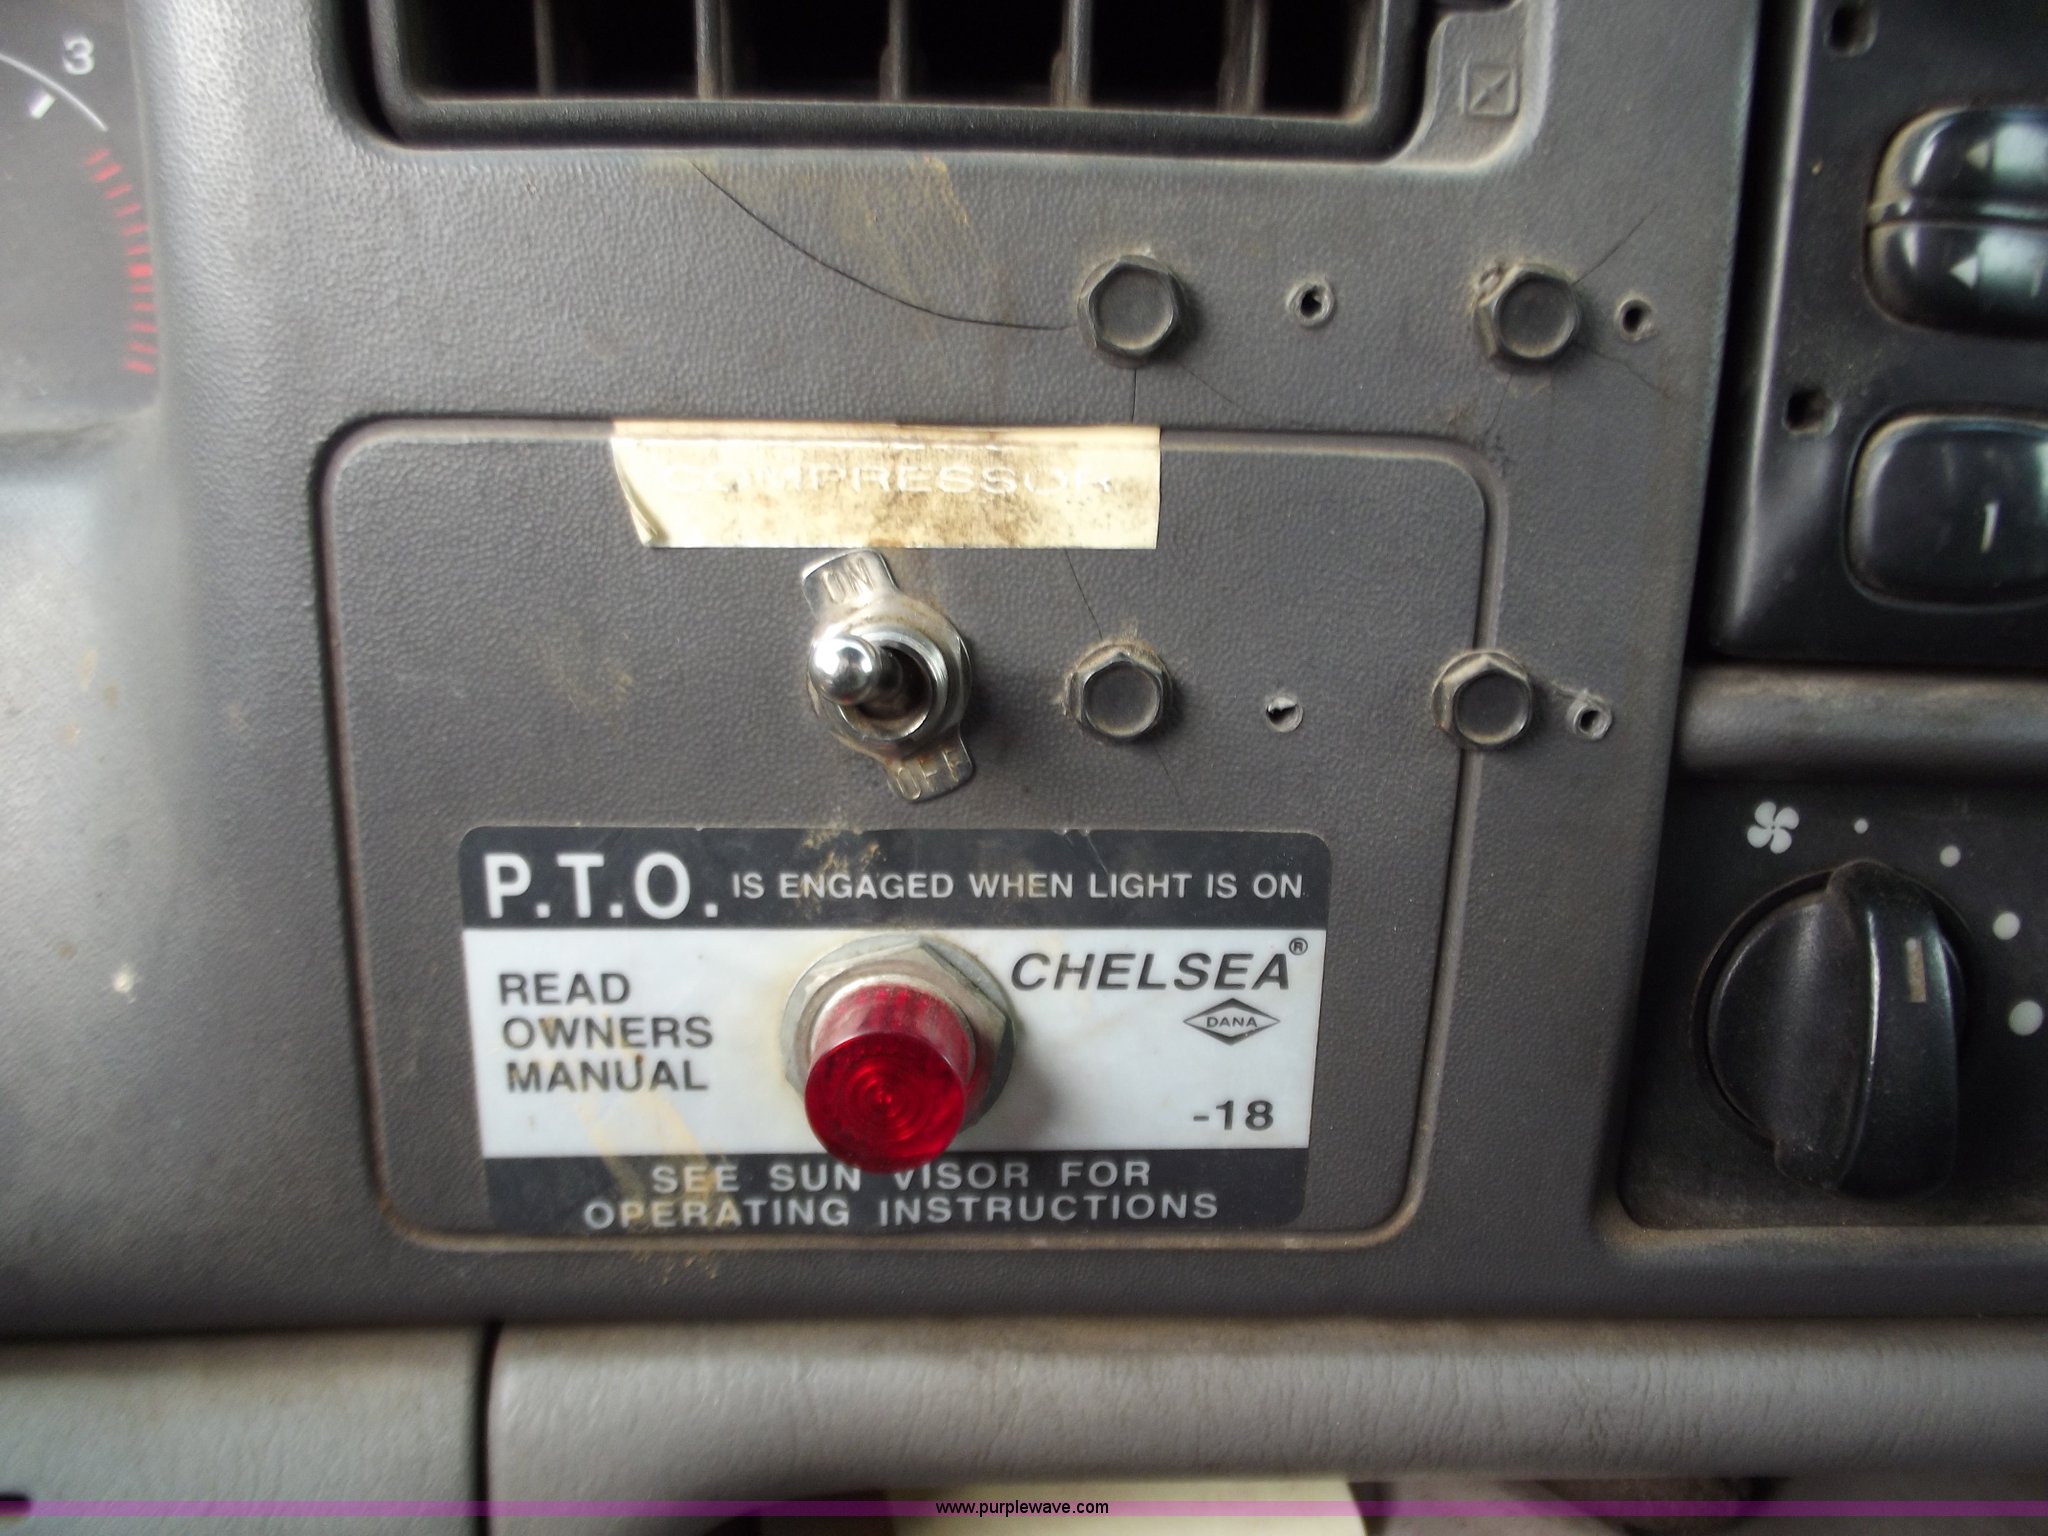 3
COMPRESSOR
ON
OFF
1
P.T.O. IS ENGAGED WHEN LIGHT IS ON
READ
OWNERS
MANUAL
CHELSEA®
DANA
-18
SEE SUN VISOR FOR
OPERATING INSTRUCTIONS
www.purplewave.com